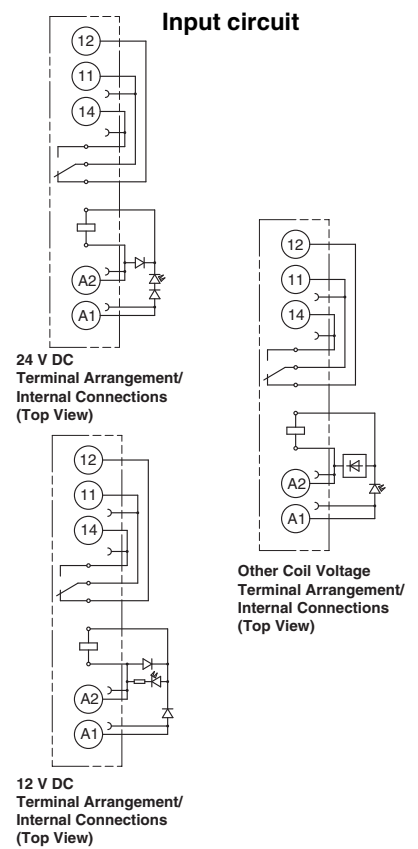 Input circuit
12
11
14
A2
A1
24 V DC
Terminal Arrangement/
Internal Connections
(Top View)
12
11
14
A2
A1
Other Coil Voltage
Terminal Arrangement/
Internal Connections
(Top View)
12
11
14
A2
A1
12 V DC
Terminal Arrangement/
Internal Connections
(Top View)